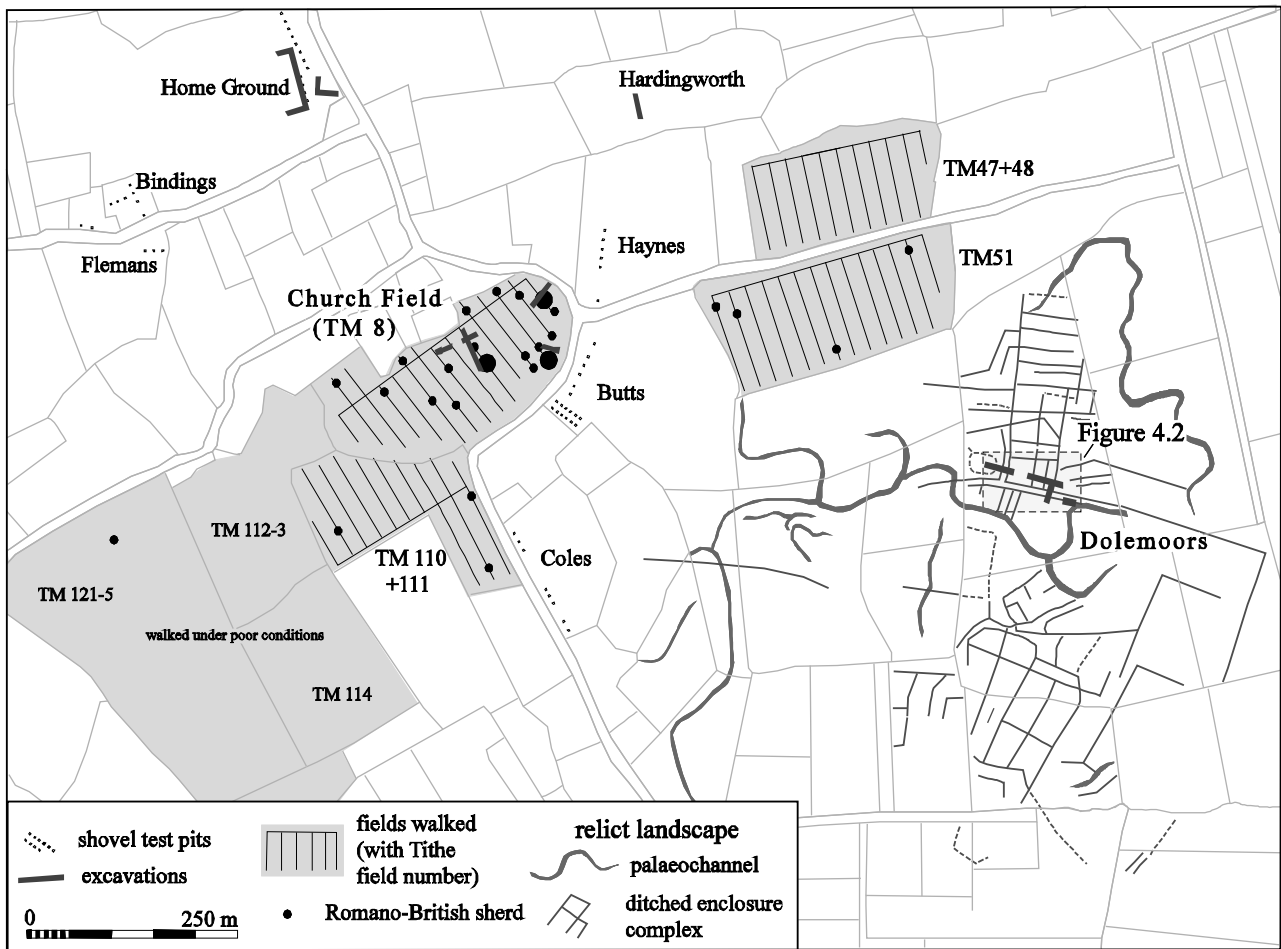 Home Ground
Hardingworth
Bindings
TM47+48
Flemans
Haynes
TM51
Church Field
(TM 8)
Butts
Figure 4.2
TM 112-3
Coles
TM 110
+111
Dolemoors
TM 121-5
walked under poor conditions
TM 114
shovel test pits
excavations
0 250 m
fields walked
(with Tithe
field number)
Romano-British sherd
relict landscape
palaeochannel
ditched enclosure
complex